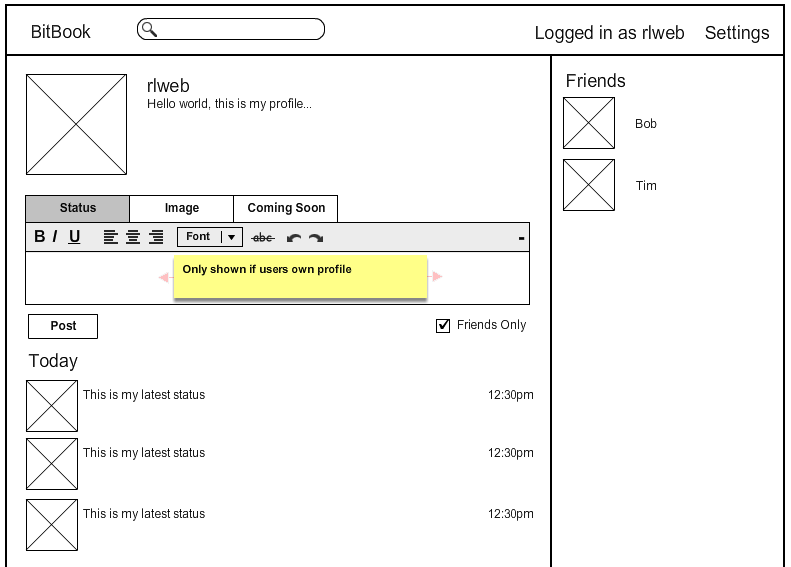 BitBook
Logged in as rlweb Settings
rlweb
Hello world, this is my profile...
Friends
Bob
Tim
Status Image Coming Soon
B I U Font abc
Only shown if users own profile
Post
Friends Only
Today
This is my latest status 12:30pm
This is my latest status 12:30pm
This is my latest status 12:30pm